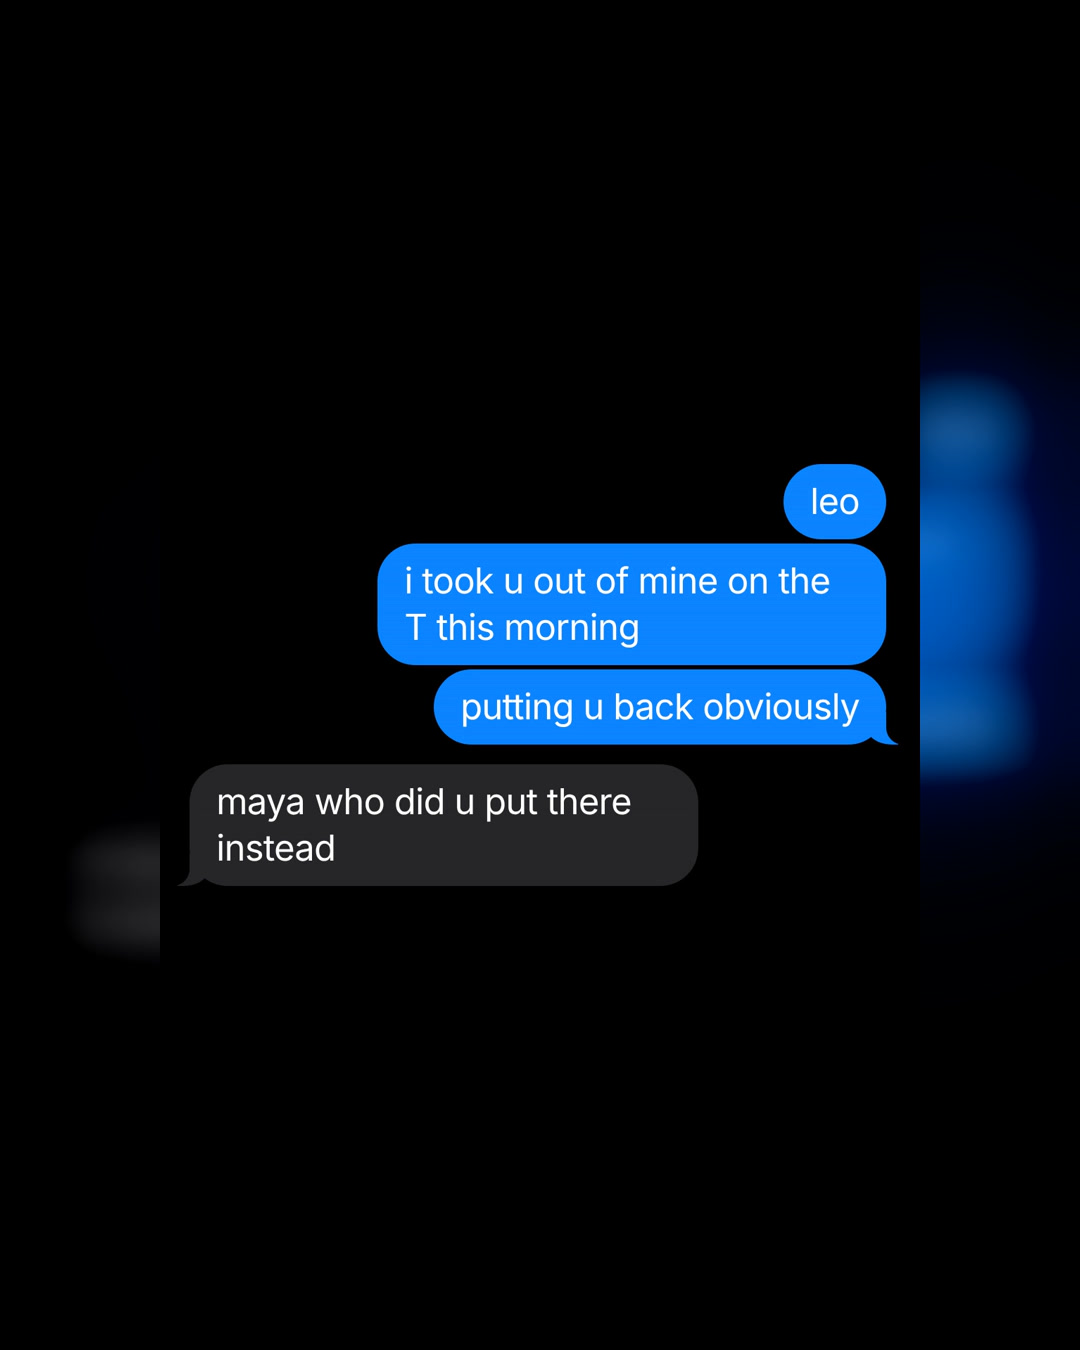 leo
i took u out of mine on the
T this morning
putting u back obviously
maya who did u put there
instead